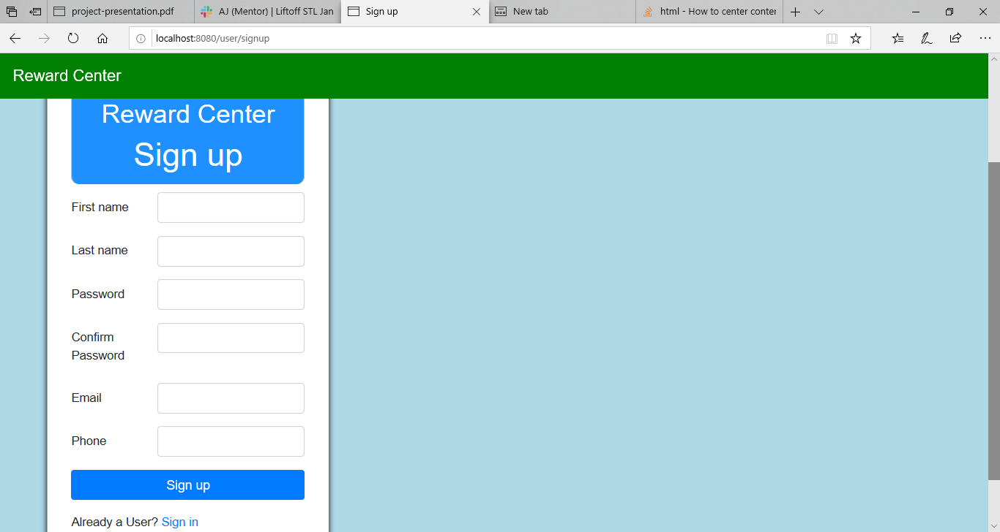 project-presentation.pdf
AJ (Mentor) | Liftoff STL Jan
Sign up
New tab
html - How to center conter
localhost:8080/user/signup
Reward Center
Reward Center
Sign up
First name
Last name
Password
Confirm
Password
Email
Phone
Sign up
Already a User? Sign in